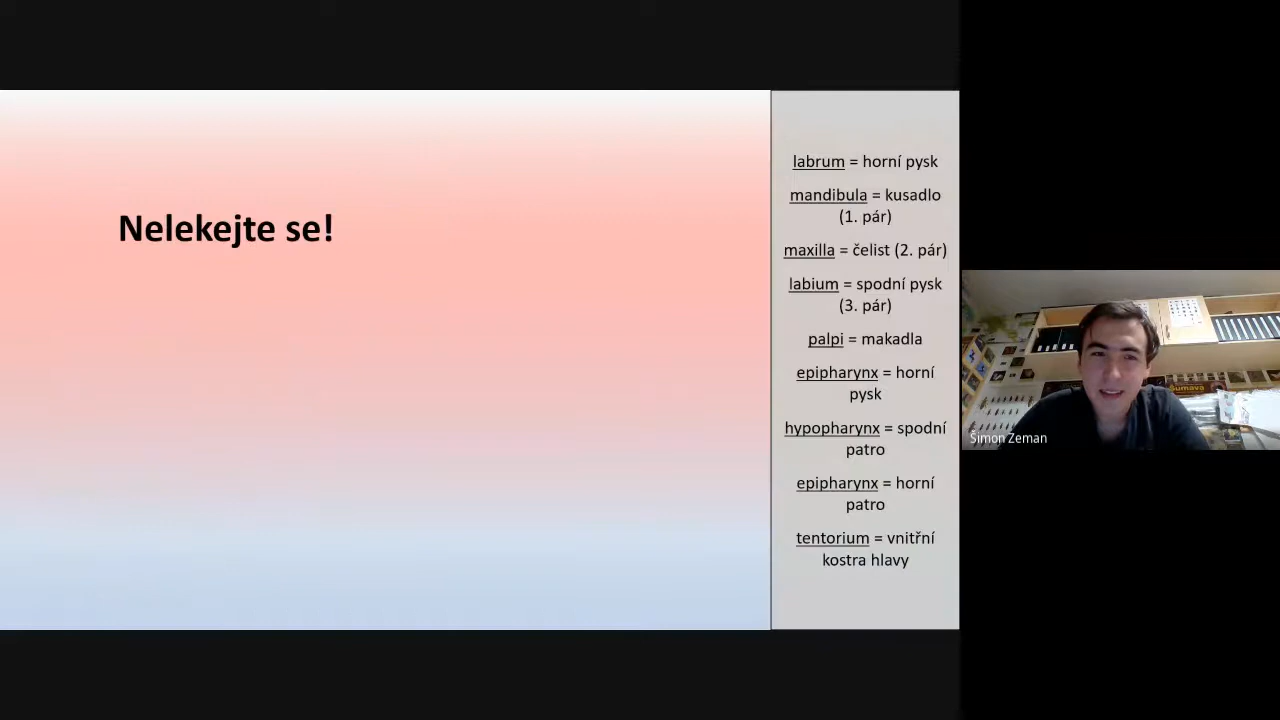 Nelekejte se!
labrum = horní pysk
mandibula = kusadlo
(1. pár)
maxilla = čelist (2. pár)
labium = spodní pysk
(3. pár)
palpi = makadla
epipharynx = horní
pysk
hypopharynx = spodní
patro
epipharynx = horní
patro
tentorium = vnitřní
kostra hlavy
Šumava
Šimon Zeman